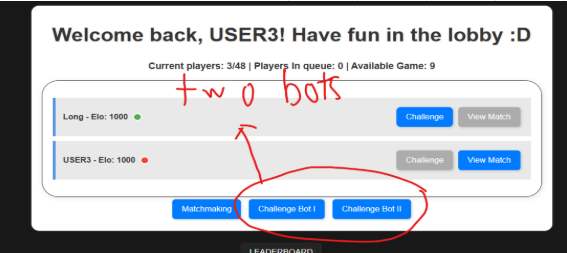 Welcome back, USER3! Have fun in the lobby :D
Current players: 3/48 | Players In queue: 0 | Available Game: 9
two bots
Long - Elo: 1000 Challenge View Match
USER3 - Elo: 1000 Challenge View Match
Matchmaking Challenge Bot I Challenge Bot II
LEADERBOARD